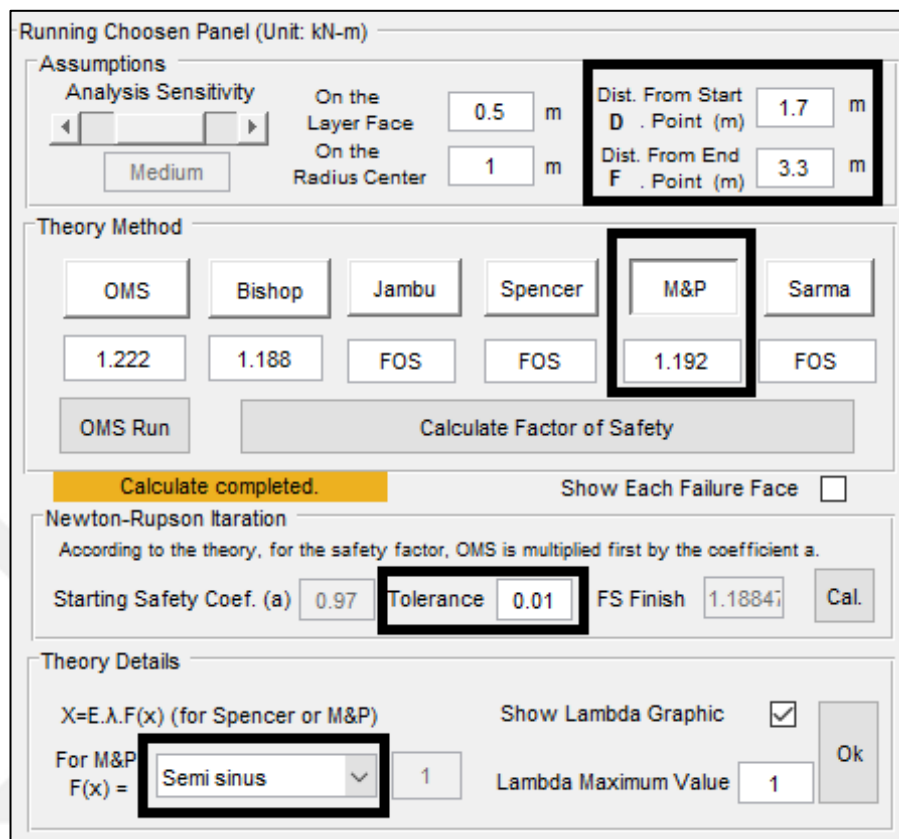 Running Choosen Panel (Unit: kN-m)
Assumptions
Analysis Sensitivity
Medium
On the
Layer Face 0.5 m
On the
Radius Center 1 m
Dist. From Start
D . Point (m) 1.7 m
Dist. From End
F . Point (m) 3.3 m
Theory Method
OMS Bishop Jambu Spencer M&P Sarma
1.222 1.188 FOS FOS 1.192 FOS
OMS Run Calculate Factor of Safety
Calculate completed. Show Each Failure Face
Newton-Rupson Itaration
According to the theory, for the safety factor, OMS is multiplied first by the coefficient a.
Starting Safety Coef. (a) 0.97 Tolerance 0.01 FS Finish 1.18847 Cal.
Theory Details
X=E.λ.F(x) (for Spencer or M&P) Show Lambda Graphic
For M&P
F(x) = Semi sinus 1 Lambda Maximum Value 1 Ok